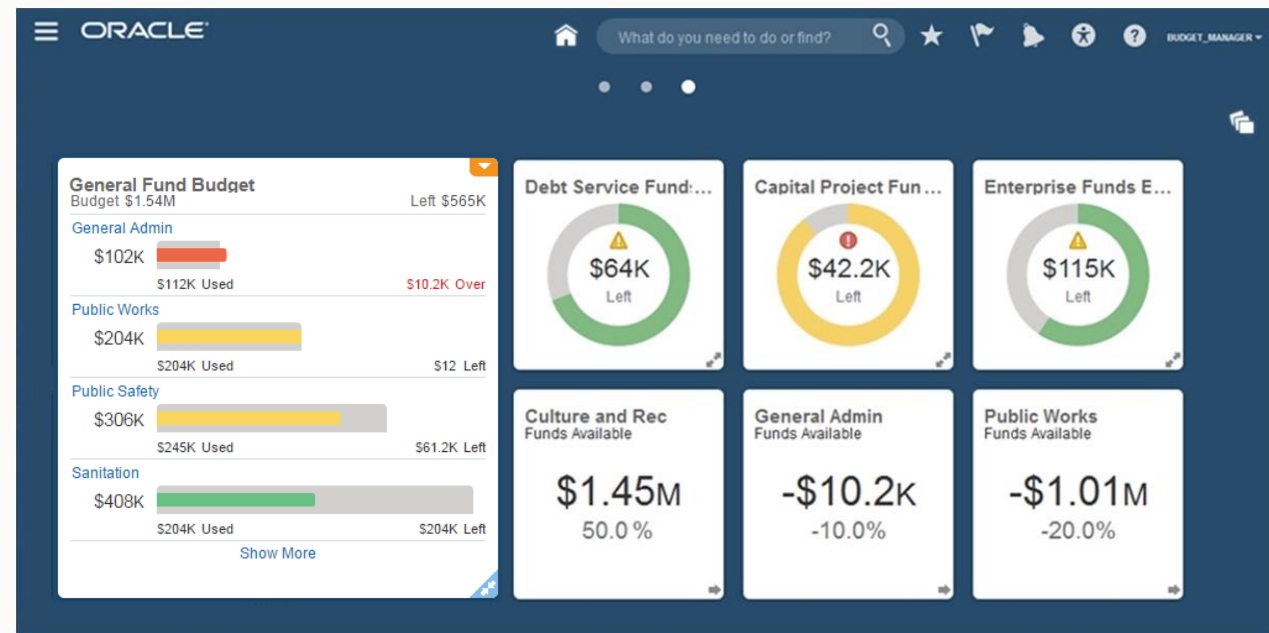 ORACLE
What do you need to do or find?
BUDGET_MANAGER
General Fund Budget
Budget $1.54M
Left $565K
General Admin
$102K
$112K Used
$10.2K Over
Public Works
$204K
$204K Used
$12 Left
Public Safety
$306K
$245K Used
$61.2K Left
Sanitation
$408K
$204K Used
$204K Left
Show More
Debt Service Funds...
$64K
Left
Capital Project Fun...
$42.2K
Left
Enterprise Funds E...
$115K
Left
Culture and Rec
Funds Available
$1.45M
50.0%
General Admin
Funds Available
-$10.2K
-10.0%
Public Works
Funds Available
-$1.01M
-20.0%